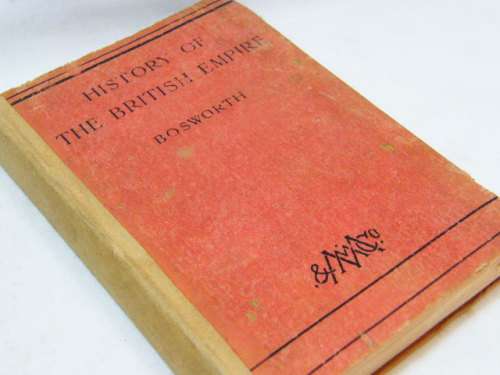 HISTORY OF
THE BRITISH EMPIRE
BOSWORTH